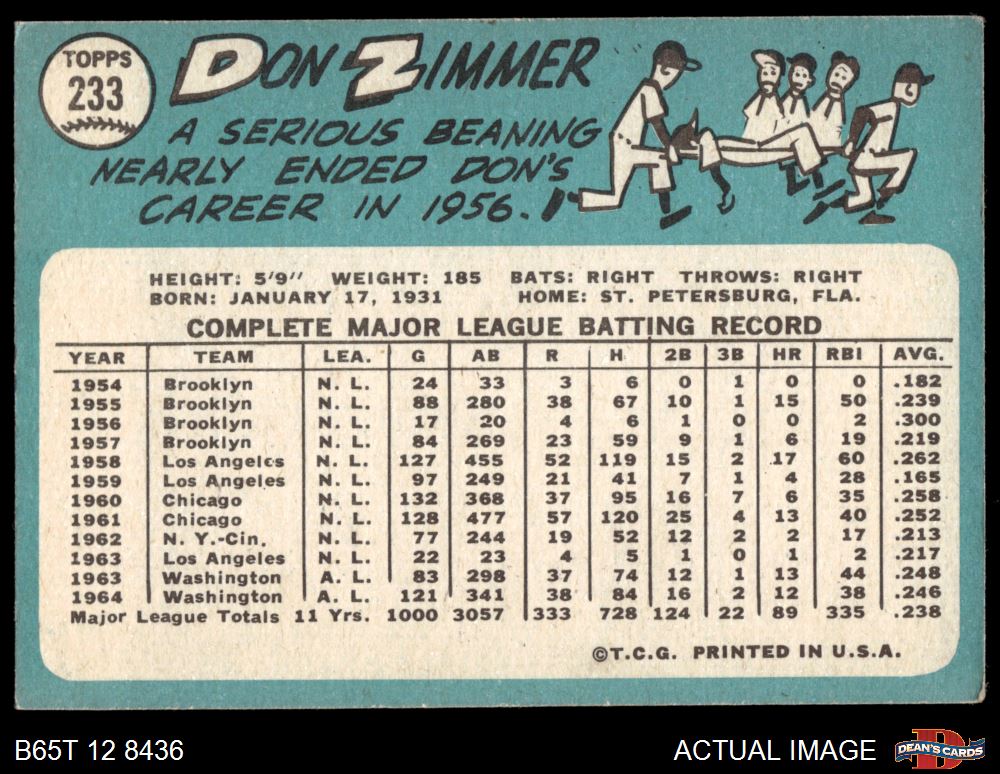 TOPPS
233
DON ZIMMER
A SERIOUS BEANING
NEARLY ENDED DON'S
CAREER IN 1956.
HEIGHT: 5'9" WEIGHT: 185 BATS: RIGHT THROWS: RIGHT
BORN: JANUARY 17, 1931 HOME: ST. PETERSBURG, FLA.
COMPLETE MAJOR LEAGUE BATTING RECORD
YEAR TEAM LEA. G AB R H 2B 3B HR RBI AVG.
1954 Brooklyn N. L. 24 33 3 6 0 1 0 0 .182
1955 Brooklyn N. L. 88 280 38 67 10 1 15 50 .239
1956 Brooklyn N. L. 17 20 4 6 1 0 0 2 .300
1957 Brooklyn N. L. 84 269 23 59 9 1 6 19 .219
1958 Los Angeles N. L. 127 455 52 119 15 2 17 60 .262
1959 Los Angeles N. L. 97 249 21 41 7 1 4 28 .165
1960 Chicago N. L. 132 368 37 95 16 7 6 35 .258
1961 Chicago N. L. 128 477 57 120 25 4 13 40 .252
1962 N. Y.-Cin. N. L. 77 244 19 52 12 2 2 17 .213
1963 Los Angeles N. L. 22 23 4 5 1 0 1 2 .217
1963 Washington A. L. 83 298 37 74 12 1 13 44 .248
1964 Washington A. L. 121 341 38 84 16 2 12 38 .246
Major League Totals 11 Yrs. 1000 3057 333 728 124 22 89 335 .238
©T.C.G. PRINTED IN U.S.A.
B65T 12 8436
ACTUAL IMAGE
D
DEAN'S CARDS